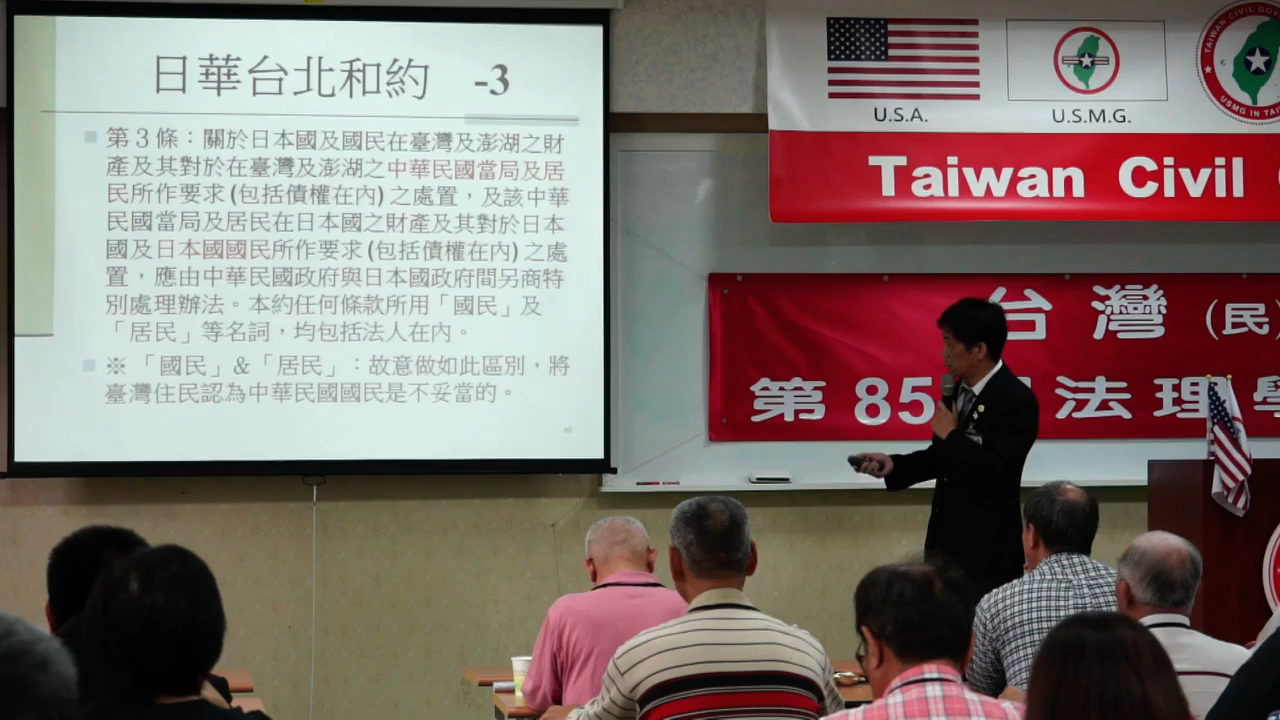 日華台北和約 -3
第3條：關於日本國及國民在臺灣及澎湖之財
產及其對於在臺灣及澎湖之中華民國當局及居
民所作要求(包括債權在內)之處置，及該中華
民國當局及居民在日本國之財產及其對於日本
國及日本國國民所作要求(包括債權在內)之處
置，應由中華民國政府與日本國政府間另商特
別處理辦法。本約任何條款所用「國民」及
「居民」等名詞，均包括法人在內。
※「國民」&「居民」：故意做如此區別，將
臺灣住民認為中華民國國民是不妥當的。
U.S.A.
U.S.M.G.
TAIWAN CIVIL GOV
USMG IN TAI
Taiwan Civil
台灣(民
第85 法理學